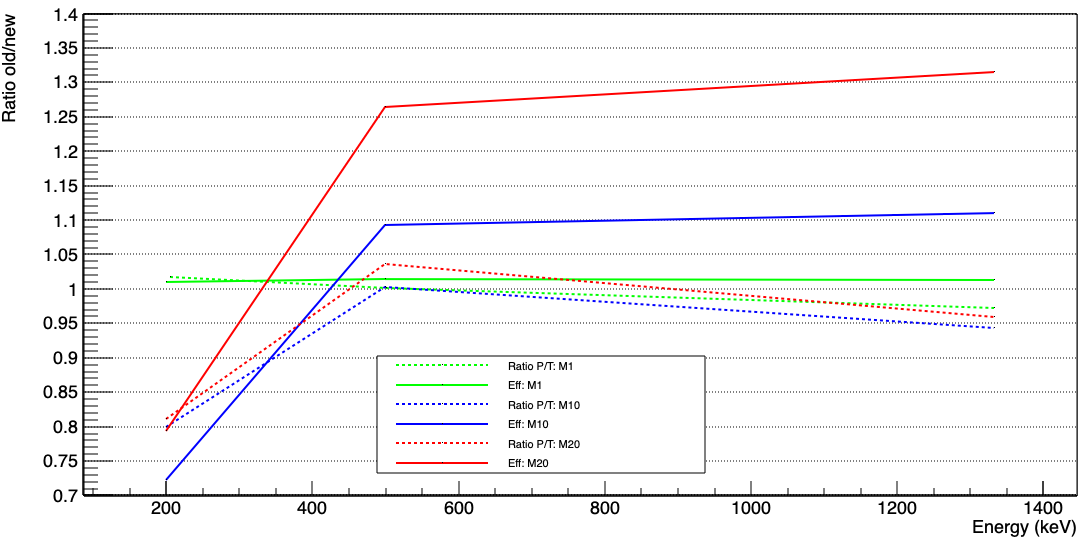 Ratio old/new
1.4
1.35
1.3
1.25
1.2
1.15
1.1
1.05
1
0.95
0.9
0.85
0.8
0.75
0.7
Ratio P/T: M1
Eff: M1
Ratio P/T: M10
Eff: M10
Ratio P/T: M20
Eff: M20
200 400 600 800 1000 1200 1400
Energy (keV)